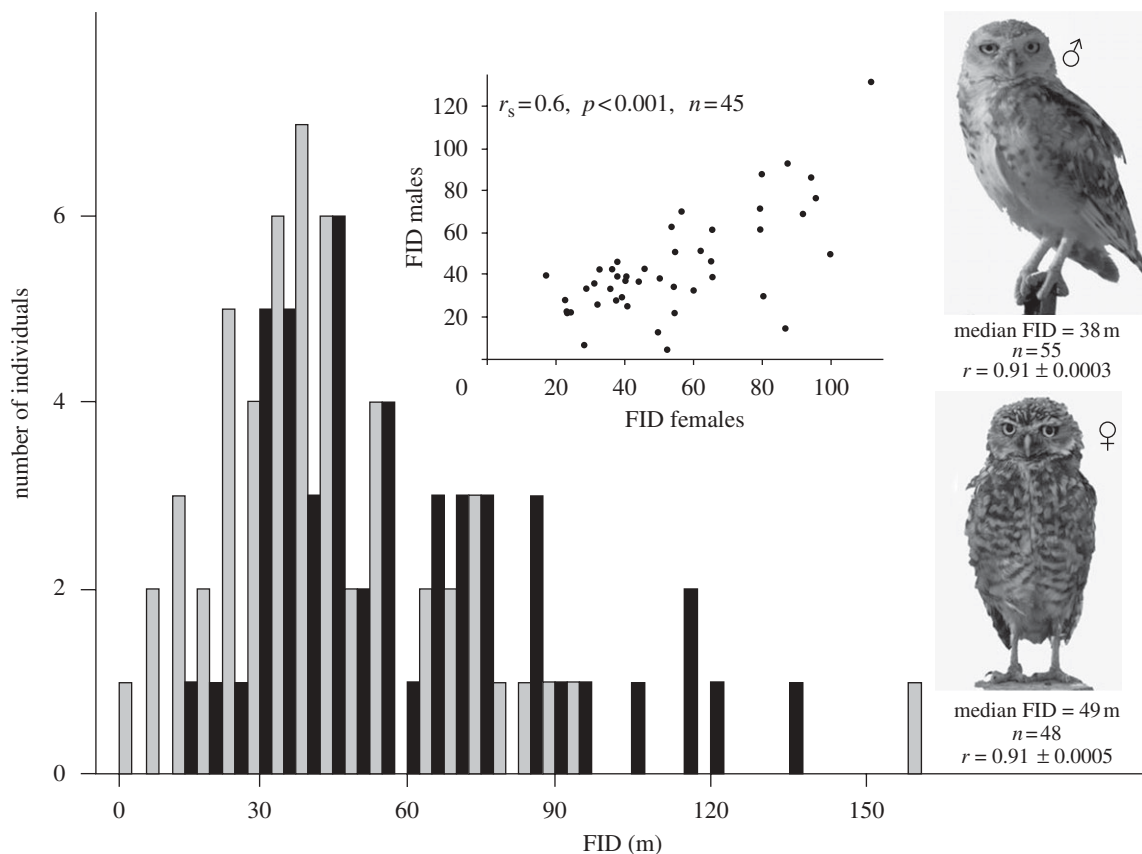 number of individuals
6
4
2
0
0
30
60
90
120
150
FID (m)
r_s = 0.6, p < 0.001, n = 45
FID males
120
100
80
60
40
20
0
20
40
60
80
100
FID females
♂
median FID = 38 m
n = 55
r = 0.91 ± 0.0003
♀
median FID = 49 m
n = 48
r = 0.91 ± 0.0005